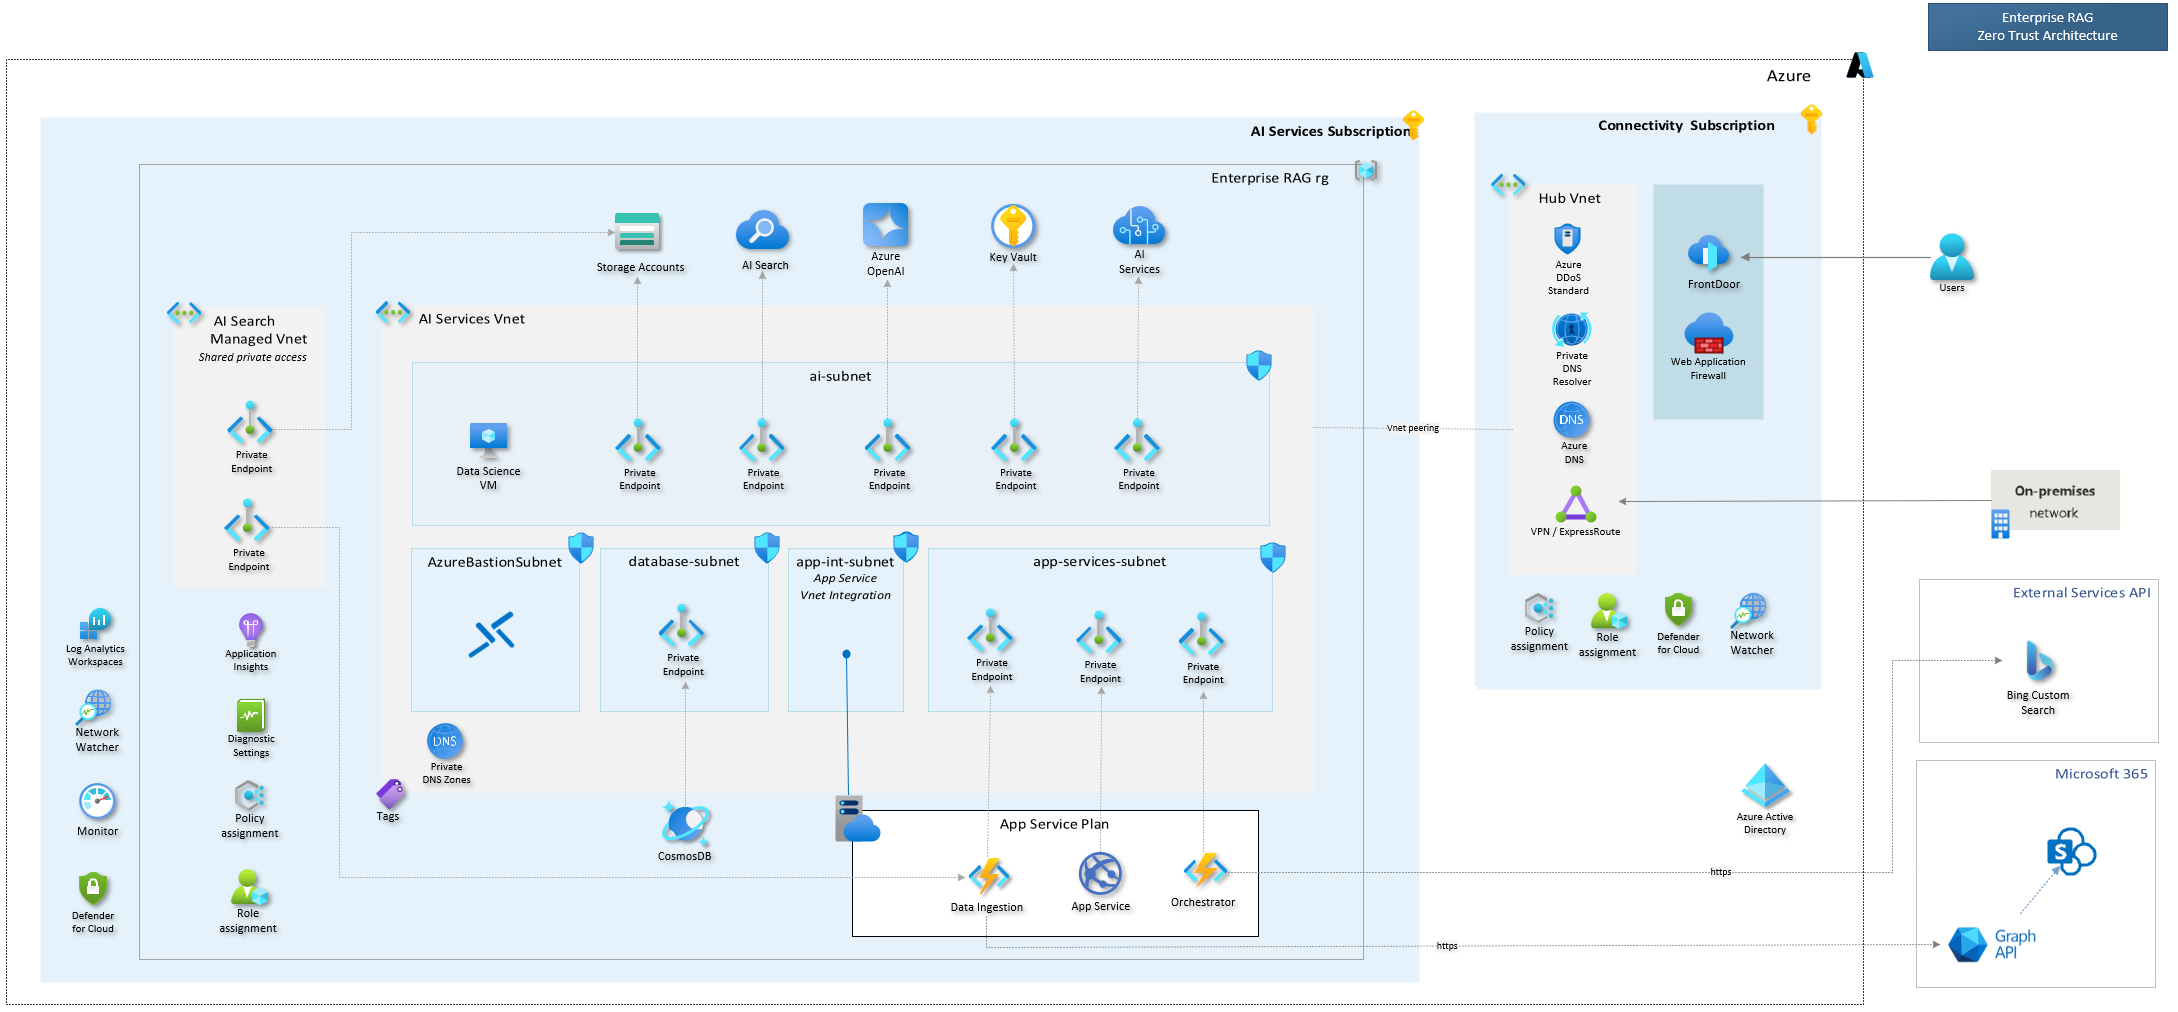 Enterprise RAG
Zero Trust Architecture
Azure
AI Services Subscription
Connectivity Subscription
Enterprise RAG rg
Hub Vnet
Storage Accounts
AI Search
Azure
OpenAI
Key Vault
AI
Services
Azure
DDoS
Standard
FrontDoor
Users
AI Search
Managed Vnet
Shared private access
AI Services Vnet
Private
DNS
Resolver
Web Application
Firewall
ai-subnet
Private
Endpoint
Data Science
VM
Private
Endpoint
Private
Endpoint
Private
Endpoint
Private
Endpoint
Private
Endpoint
Vnet peering
DNS
Azure
DNS
On-premises
network
VPN / ExpressRoute
Private
Endpoint
AzureBastionSubnet
database-subnet
app-int-subnet
App Service
Vnet Integration
app-services-subnet
Private
Endpoint
Private
Endpoint
Private
Endpoint
Private
Endpoint
Log Analytics
Workspaces
Application
Insights
Policy
assignment
Role
assignment
Defender
for Cloud
Network
Watcher
External Services API
Bing Custom
Search
Network
Watcher
Diagnostic
Settings
DNS
Private
DNS Zones
Tags
Monitor
Policy
assignment
CosmosDB
App Service Plan
Azure Active
Directory
Microsoft 365
S
Defender
for Cloud
Role
assignment
Data Ingestion
App Service
Orchestrator
https
https
Graph
API